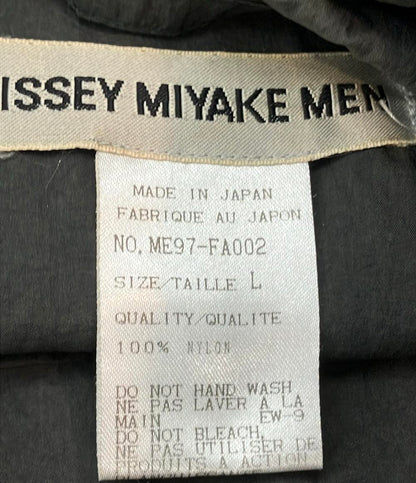 ISSEY MIYAKE MEN
MADE IN JAPAN
FABRIQUE AU JAPON
NO. ME97-FA002
SIZE/TAILLE L
QUALITY/QUALITE
100% NYLON
DO NOT HAND WASH
NE PAS LAVER A LA
MAIN EW-9
DO NOT BLEACH,
NE PAS UTILISER DE
PRODUITS A ACTION